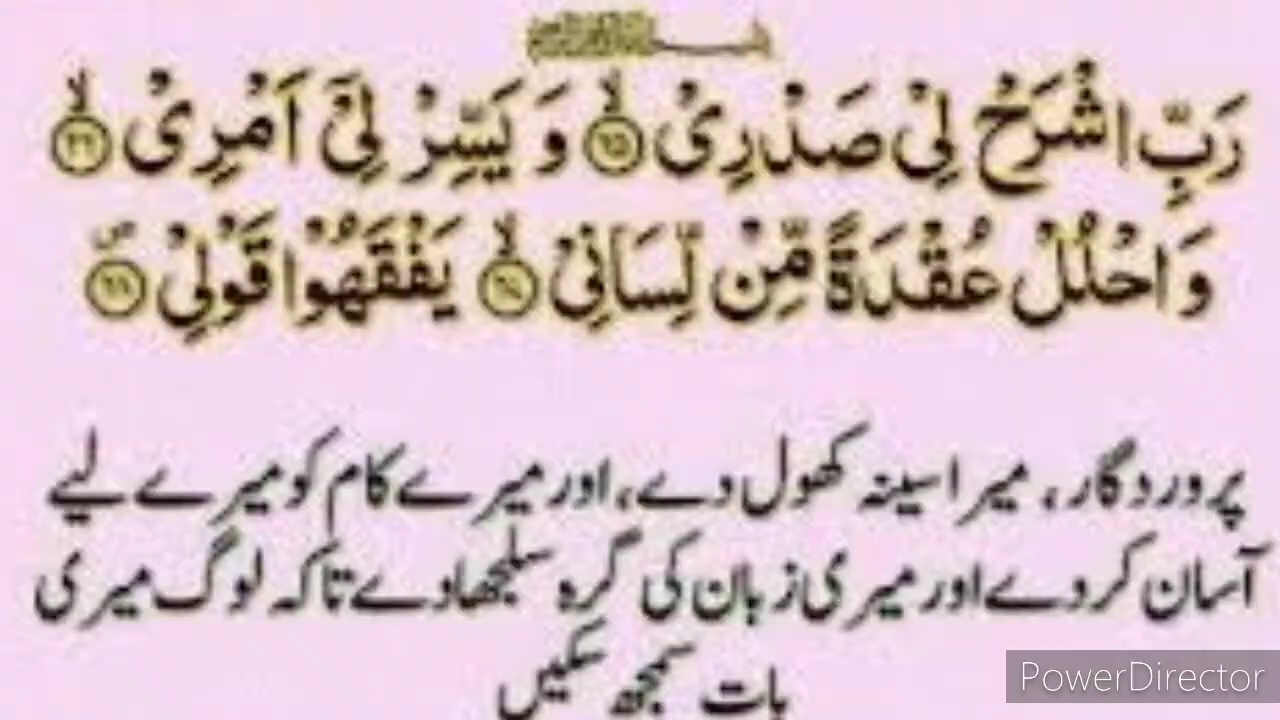 رَبِّ اشْرَحْ لِیْ صَدْرِیْ ۙ وَ یَسِّرْ لِیْۤ اَمْرِیْ ۙ
وَ احْلُلْ عُقْدَةً مِّنْ لِّسَانِیْ ۙ یَفْقَهُوْا قَوْلِیْ
پروردگار، میرا سینہ کھول دے، اور میرے کام کو میرے لیے
آسان کر دے اور میری زبان کی گرہ سلجھا دے تاکہ لوگ میری
بات سمجھ سکیں
PowerDirector